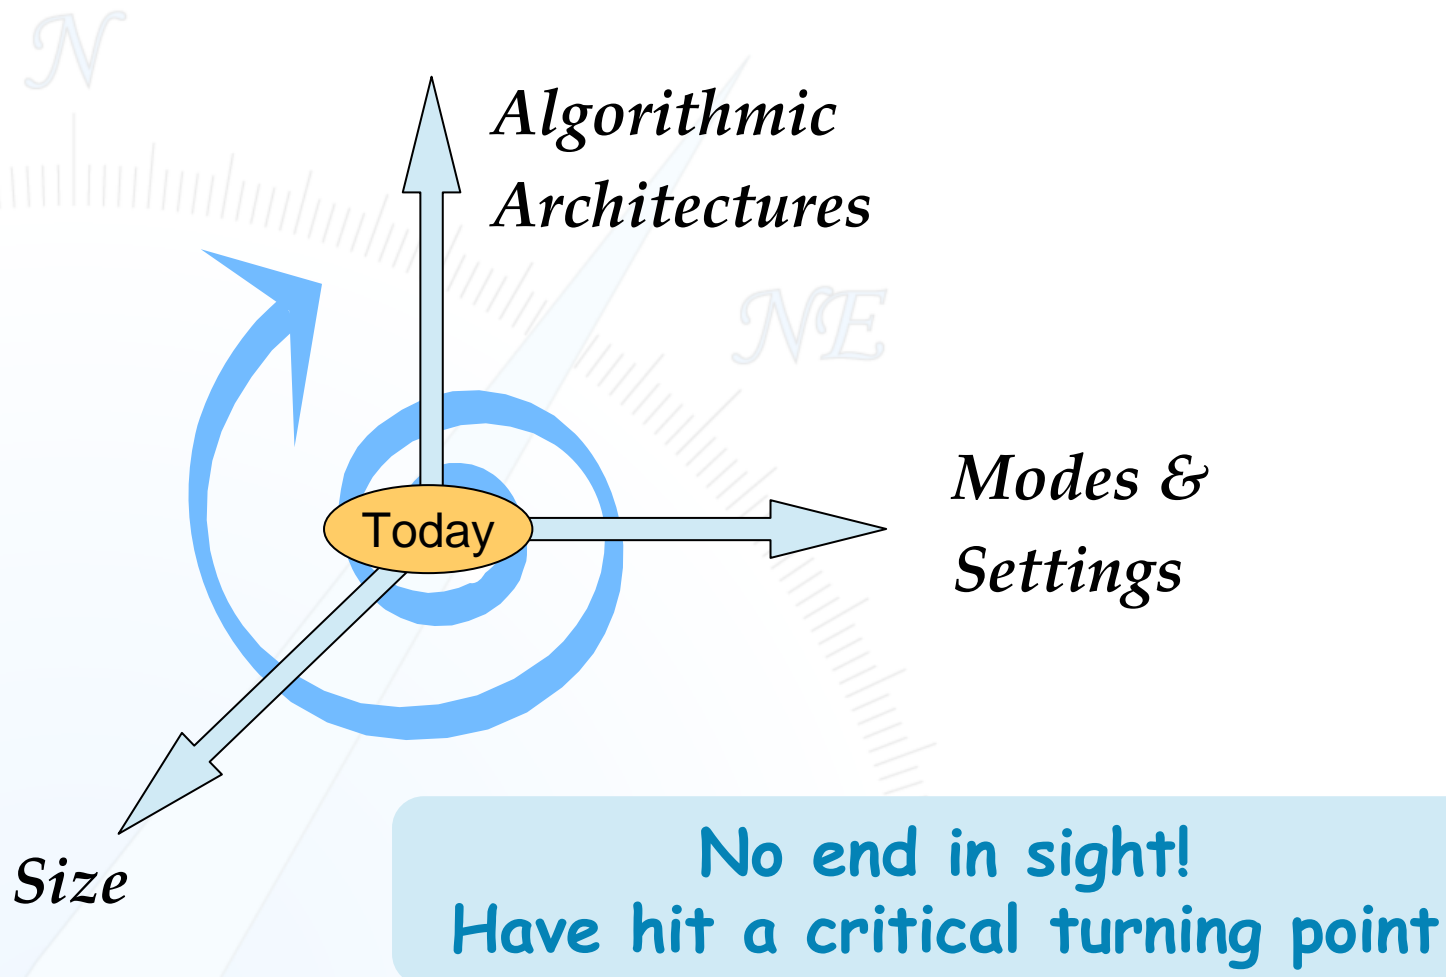 N
Algorithmic
Architectures
NE
Modes &
Settings
Today
Size
No end in sight!
Have hit a critical turning point